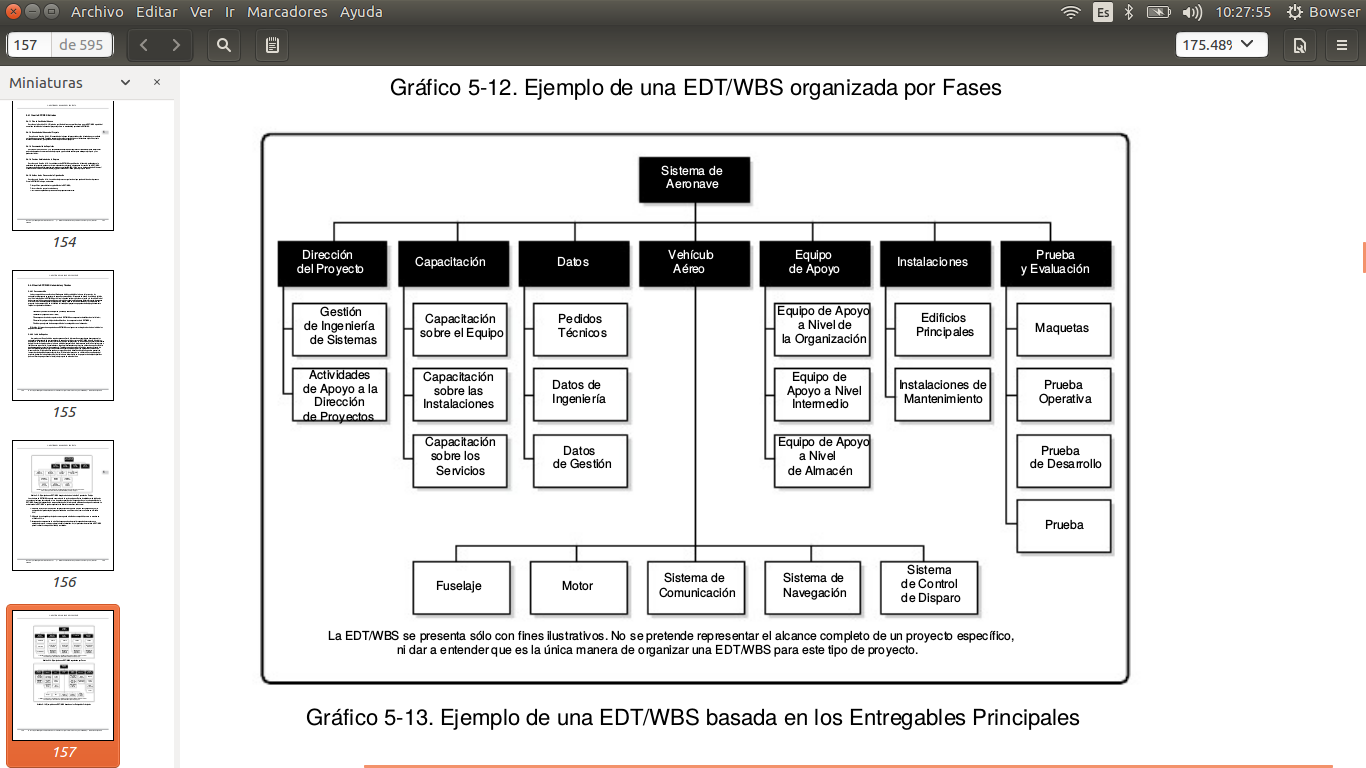 Archivo Editar Ver Ir Marcadores Ayuda
Es
10:27:55
Bowser
157 de 595
175.48%
Miniaturas
154
155
156
157
Gráfico 5-12. Ejemplo de una EDT/WBS organizada por Fases
Sistema de
Aeronave
Dirección
del Proyecto
Capacitación
Datos
Vehículo
Aéreo
Equipo
de Apoyo
Instalaciones
Prueba
y Evaluación
Gestión
de Ingeniería
de Sistemas
Capacitación
sobre el Equipo
Pedidos
Técnicos
Equipo de Apoyo
a Nivel de
la Organización
Edificios
Principales
Maquetas
Actividades
de Apoyo a la
Dirección
de Proyectos
Capacitación
sobre las
Instalaciones
Datos de
Ingeniería
Equipo de
Apoyo a Nivel
Intermedio
Instalaciones de
Mantenimiento
Prueba
Operativa
Capacitación
sobre los
Servicios
Datos
de Gestión
Equipo de Apoyo
a Nivel
de Almacén
Prueba
de Desarrollo
Prueba
Fuselaje
Motor
Sistema de
Comunicación
Sistema de
Navegación
Sistema
de Control
de Disparo
La EDT/WBS se presenta sólo con fines ilustrativos. No se pretende representar el alcance completo de un proyecto específico,
ni dar a entender que es la única manera de organizar una EDT/WBS para este tipo de proyecto.
Gráfico 5-13. Ejemplo de una EDT/WBS basada en los Entregables Principales